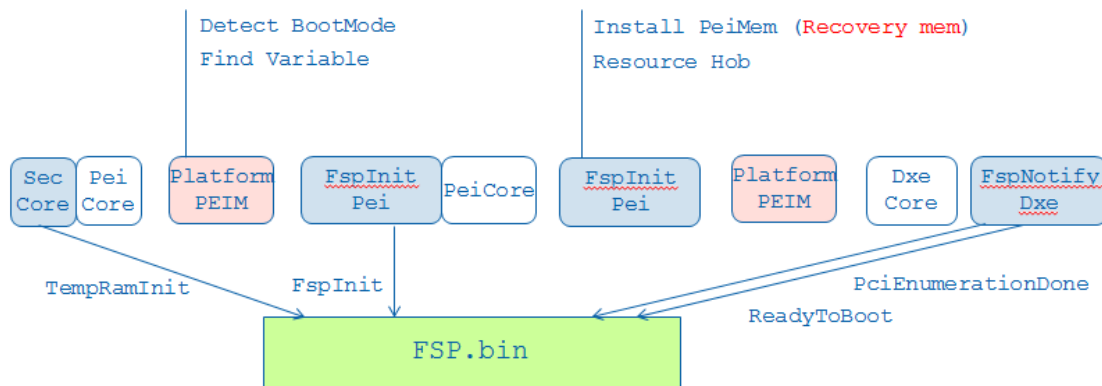 Detect BootMode
Find Variable
Install PeiMem (Recovery mem)
Resource Hob
Sec
Core
Pei
Core
Platform
PEIM
FspInit
Pei
PeiCore
FspInit
Pei
Platform
PEIM
Dxe
Core
FspNotify
Dxe
TempRamInit
FspInit
PciEnumerationDone
ReadyToBoot
FSP.bin